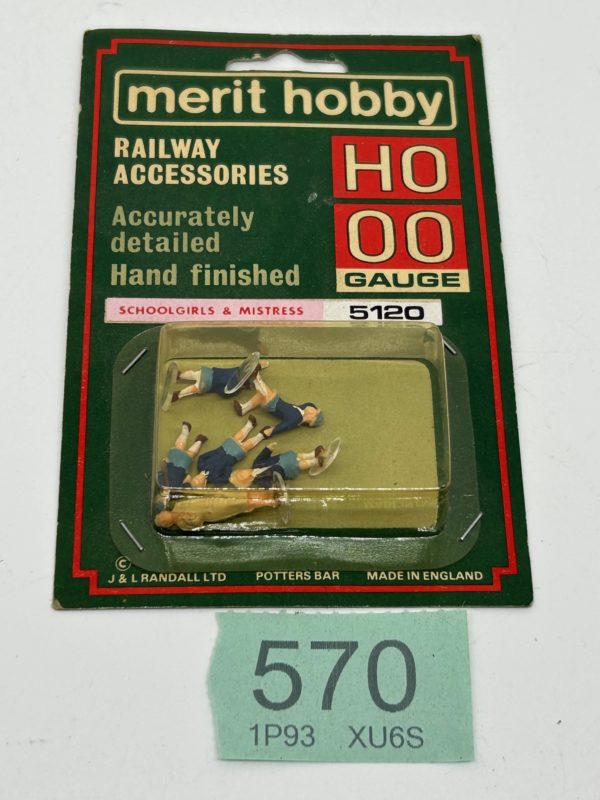 merit hobby
RAILWAY
ACCESSORIES
HO
Accurately
detailed
Hand finished
OO
GAUGE
SCHOOLGIRLS & MISTRESS 5120
©
J & L RANDALL LTD POTTERS BAR MADE IN ENGLAND
570
1P93 XU6S